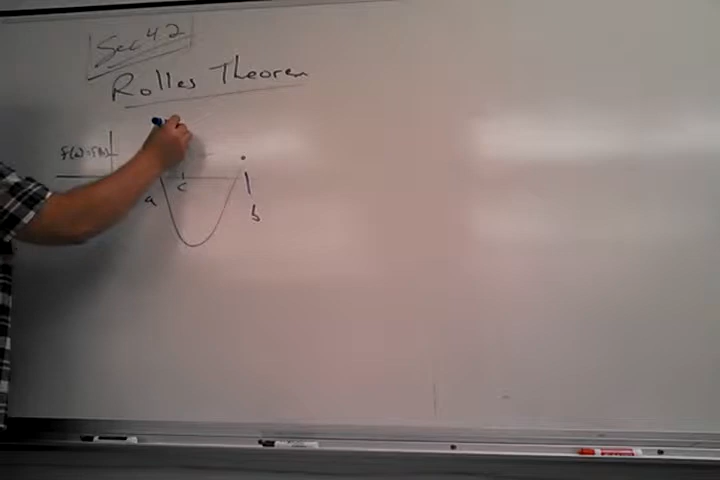 Sec 4.2
Rolles Theorem
f(a)=f(b)
c
a
b